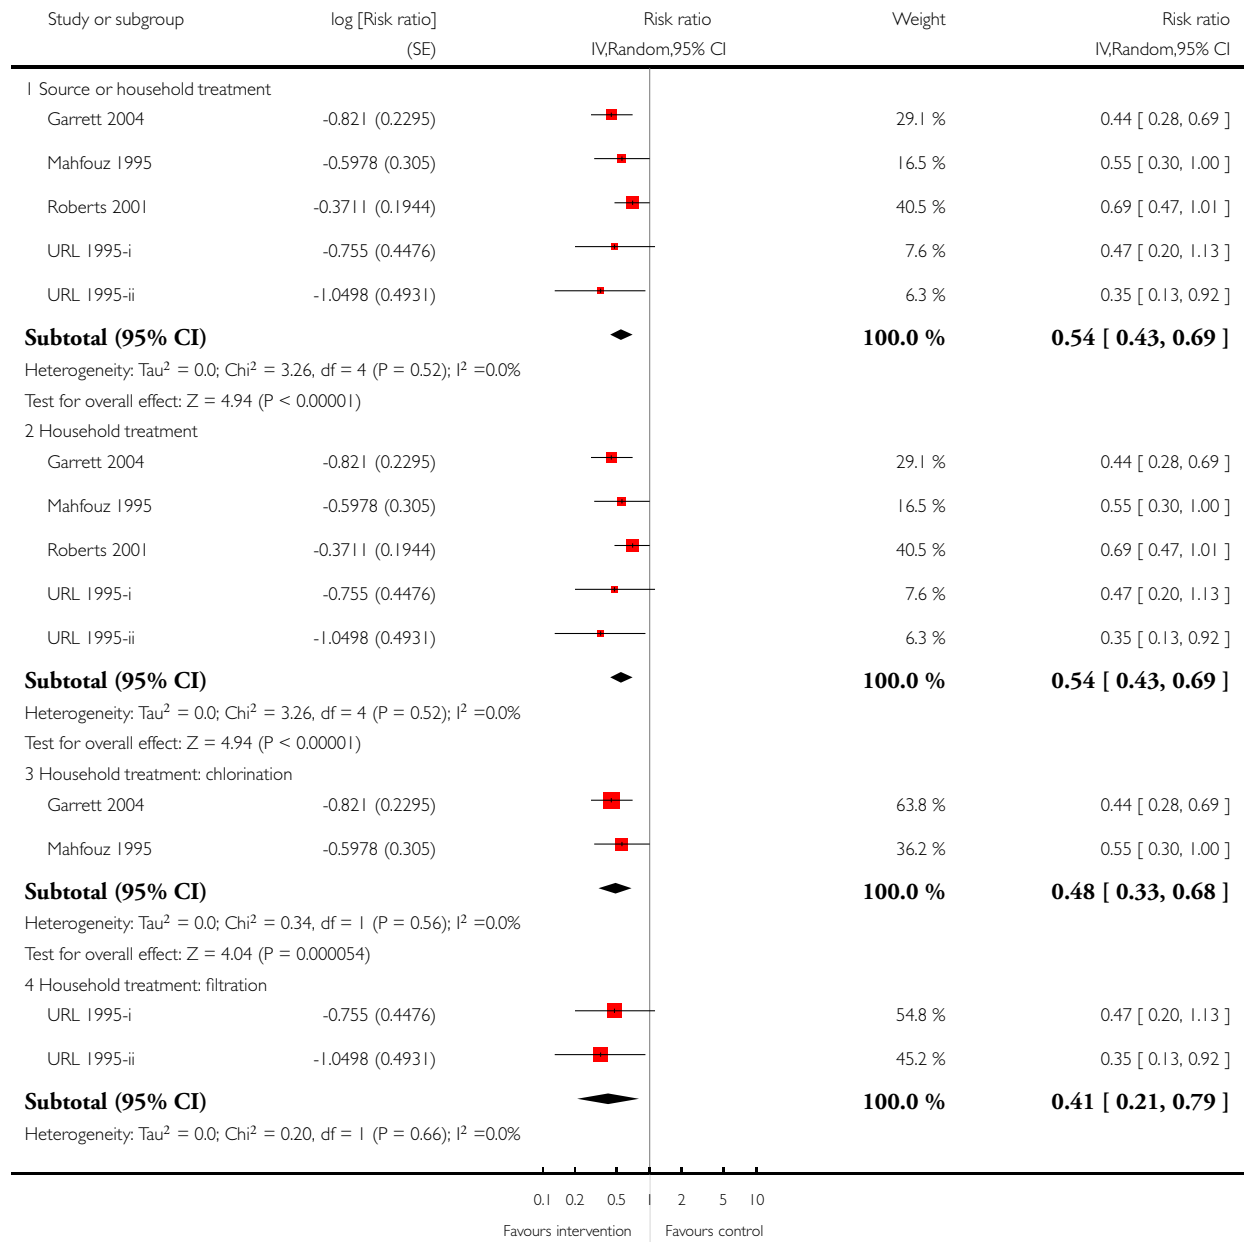 Study or subgroup log [Risk ratio] Risk ratio Weight Risk ratio
(SE) IV,Random,95% CI IV,Random,95% CI
1 Source or household treatment
Garrett 2004 -0.821 (0.2295) 29.1 % 0.44 [ 0.28, 0.69 ]
Mahfouz 1995 -0.5978 (0.305) 16.5 % 0.55 [ 0.30, 1.00 ]
Roberts 2001 -0.3711 (0.1944) 40.5 % 0.69 [ 0.47, 1.01 ]
URL 1995-i -0.755 (0.4476) 7.6 % 0.47 [ 0.20, 1.13 ]
URL 1995-ii -1.0498 (0.4931) 6.3 % 0.35 [ 0.13, 0.92 ]
Subtotal (95% CI) 100.0 % 0.54 [ 0.43, 0.69 ]
Heterogeneity: Tau² = 0.0; Chi² = 3.26, df = 4 (P = 0.52); I² =0.0%
Test for overall effect: Z = 4.94 (P < 0.00001)
2 Household treatment
Garrett 2004 -0.821 (0.2295) 29.1 % 0.44 [ 0.28, 0.69 ]
Mahfouz 1995 -0.5978 (0.305) 16.5 % 0.55 [ 0.30, 1.00 ]
Roberts 2001 -0.3711 (0.1944) 40.5 % 0.69 [ 0.47, 1.01 ]
URL 1995-i -0.755 (0.4476) 7.6 % 0.47 [ 0.20, 1.13 ]
URL 1995-ii -1.0498 (0.4931) 6.3 % 0.35 [ 0.13, 0.92 ]
Subtotal (95% CI) 100.0 % 0.54 [ 0.43, 0.69 ]
Heterogeneity: Tau² = 0.0; Chi² = 3.26, df = 4 (P = 0.52); I² =0.0%
Test for overall effect: Z = 4.94 (P < 0.00001)
3 Household treatment: chlorination
Garrett 2004 -0.821 (0.2295) 63.8 % 0.44 [ 0.28, 0.69 ]
Mahfouz 1995 -0.5978 (0.305) 36.2 % 0.55 [ 0.30, 1.00 ]
Subtotal (95% CI) 100.0 % 0.48 [ 0.33, 0.68 ]
Heterogeneity: Tau² = 0.0; Chi² = 0.34, df = 1 (P = 0.56); I² =0.0%
Test for overall effect: Z = 4.04 (P = 0.000054)
4 Household treatment: filtration
URL 1995-i -0.755 (0.4476) 54.8 % 0.47 [ 0.20, 1.13 ]
URL 1995-ii -1.0498 (0.4931) 45.2 % 0.35 [ 0.13, 0.92 ]
Subtotal (95% CI) 100.0 % 0.41 [ 0.21, 0.79 ]
Heterogeneity: Tau² = 0.0; Chi² = 0.20, df = 1 (P = 0.66); I² =0.0%
0.1 0.2 0.5 1 2 5 10
Favours intervention Favours control